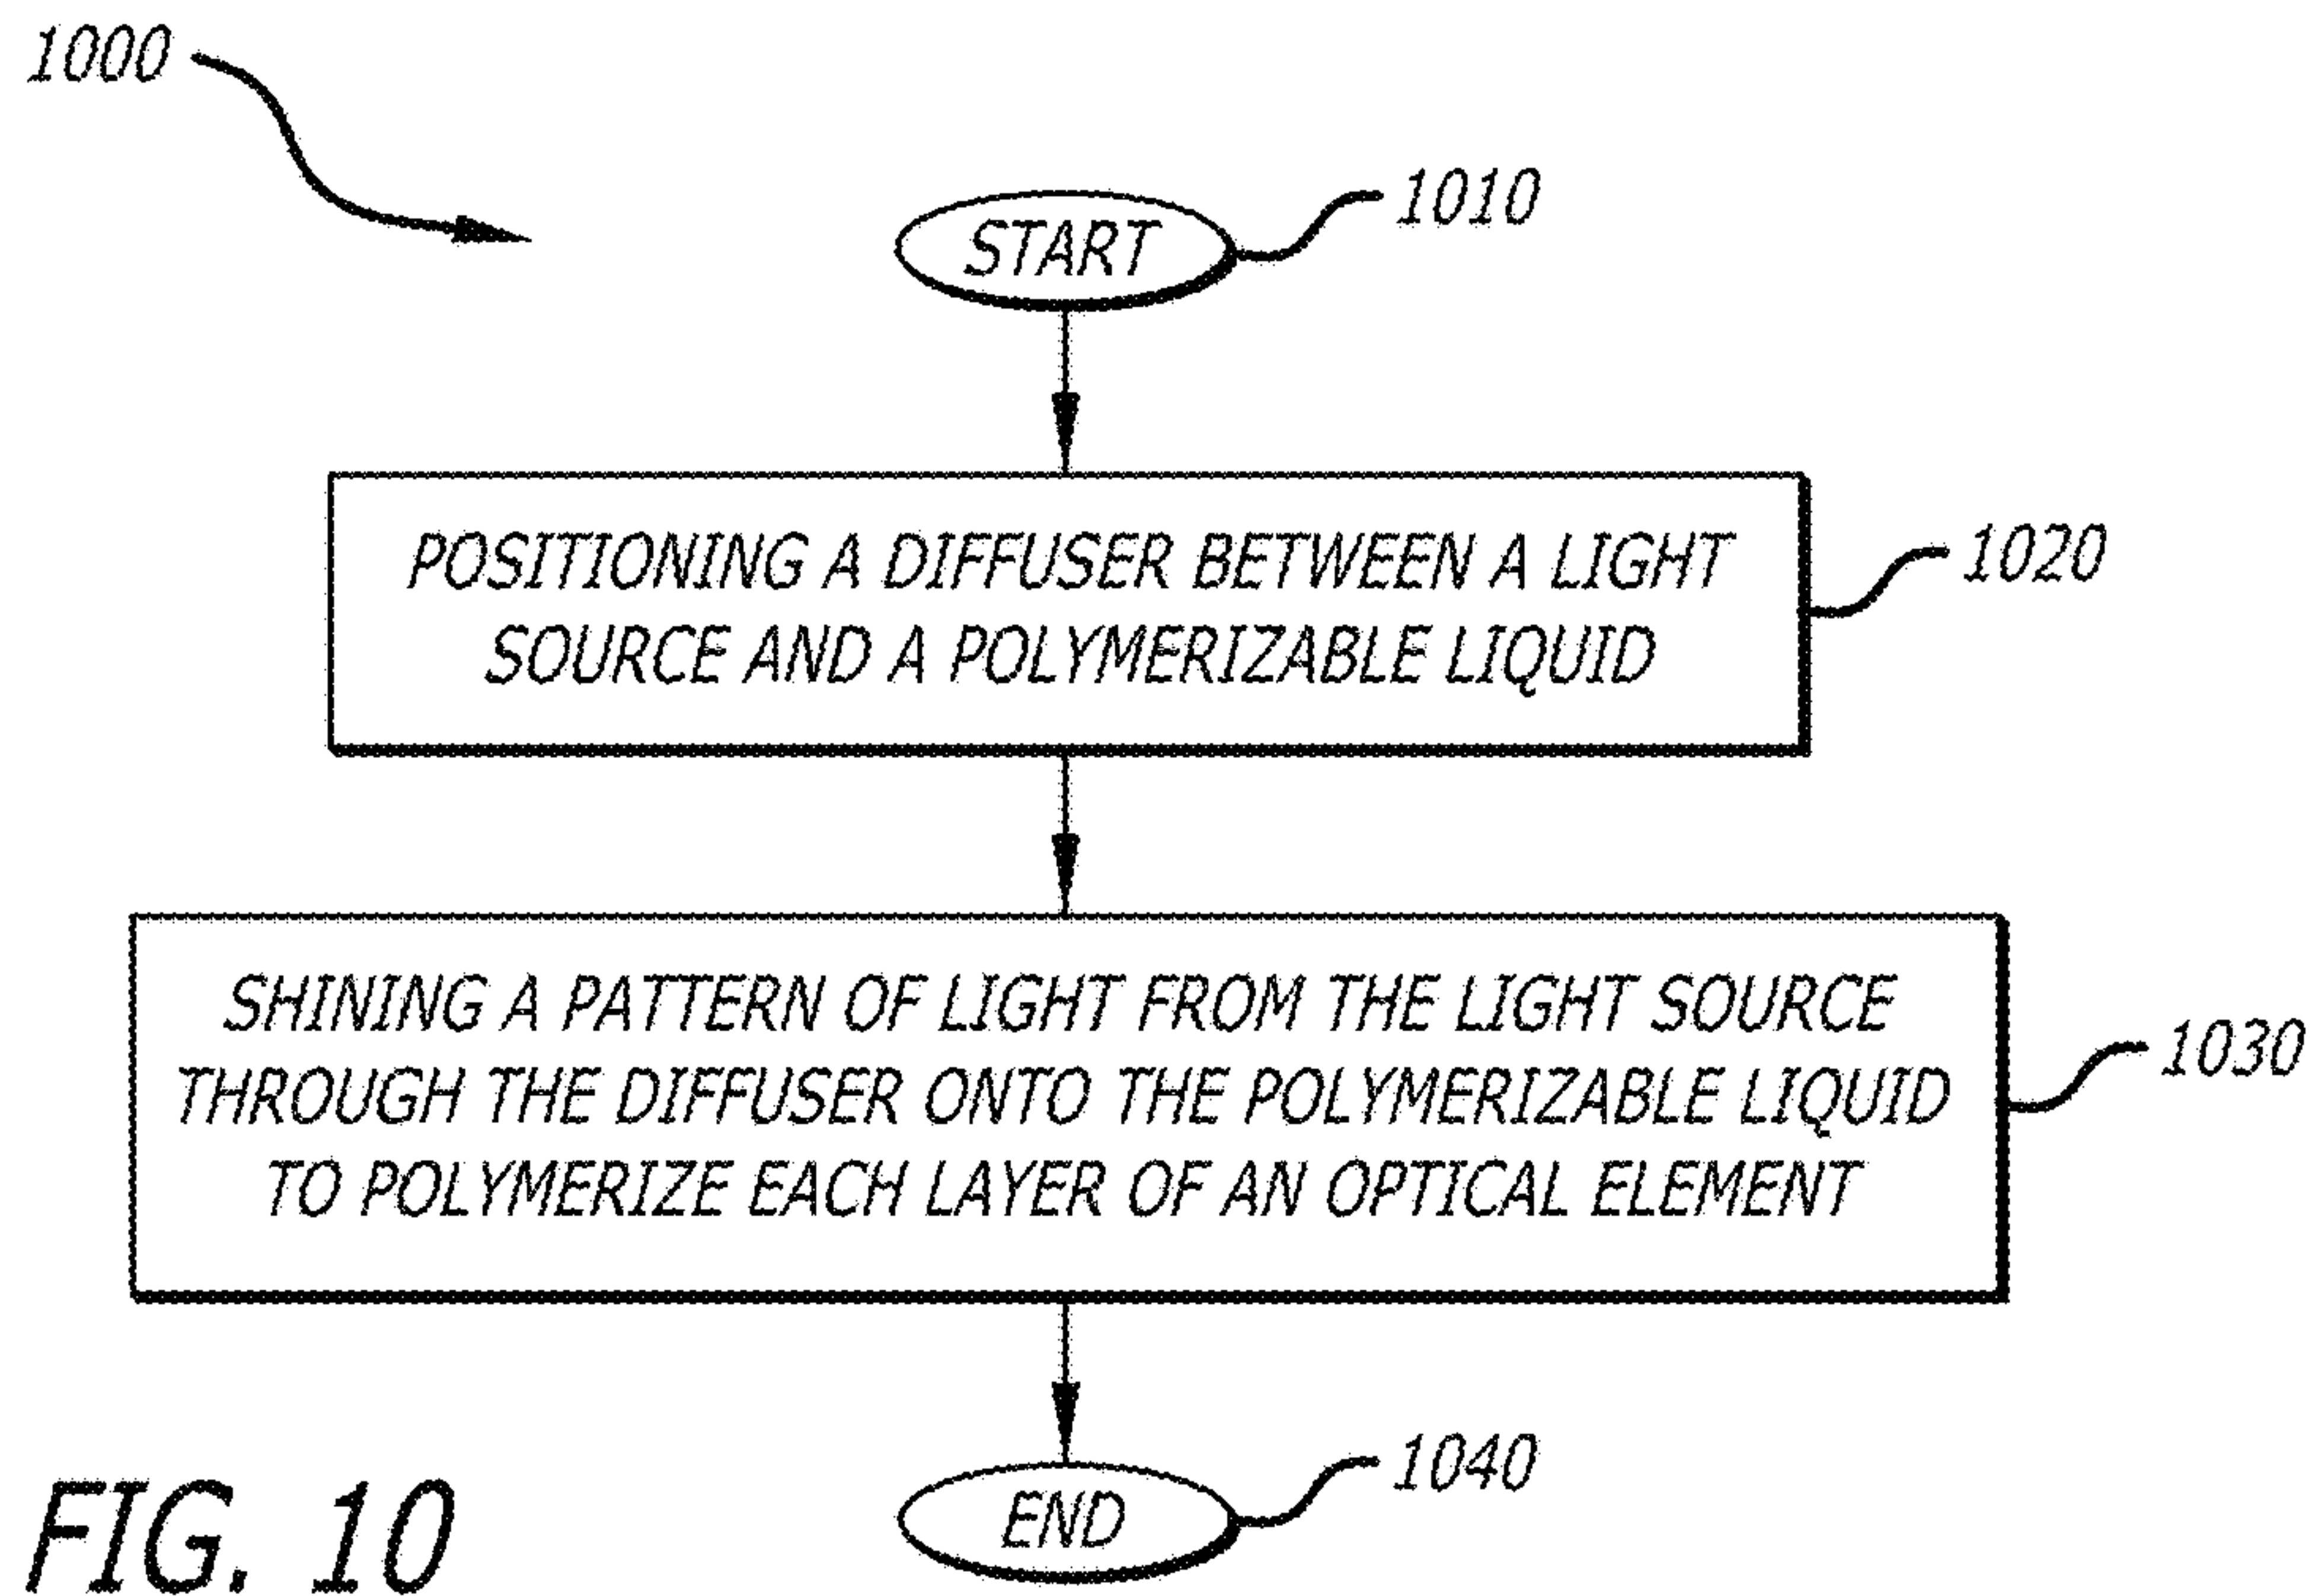 1000
START
1010
POSITIONING A DIFFUSER BETWEEN A LIGHT
SOURCE AND A POLYMERIZABLE LIQUID
1020
SHINING A PATTERN OF LIGHT FROM THE LIGHT SOURCE
THROUGH THE DIFFUSER ONTO THE POLYMERIZABLE LIQUID
TO POLYMERIZE EACH LAYER OF AN OPTICAL ELEMENT
1030
END
1040
FIG. 10